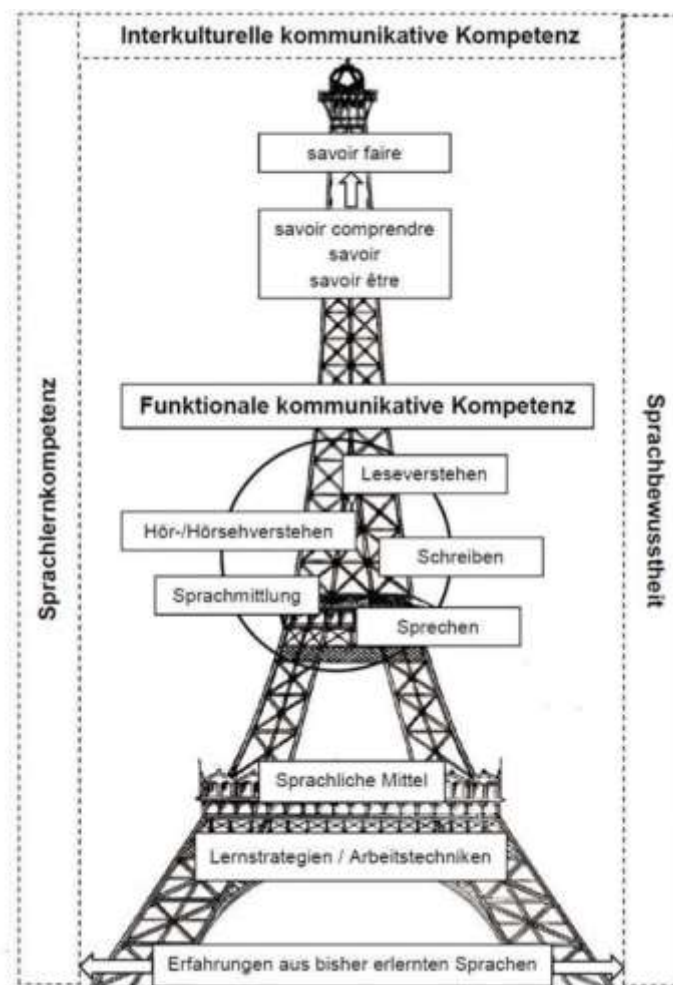 Interkulturelle kommunikative Kompetenz
savoir faire
savoir comprendre
savoir
savoir être
Funktionale kommunikative Kompetenz
Leseverstehen
Hör-/Hörsehverstehen
Schreiben
Sprachmittlung
Sprechen
Sprachliche Mittel
Lernstrategien / Arbeitstechniken
Erfahrungen aus bisher erlernten Sprachen
Sprachlernkompetenz
Sprachbewusstheit